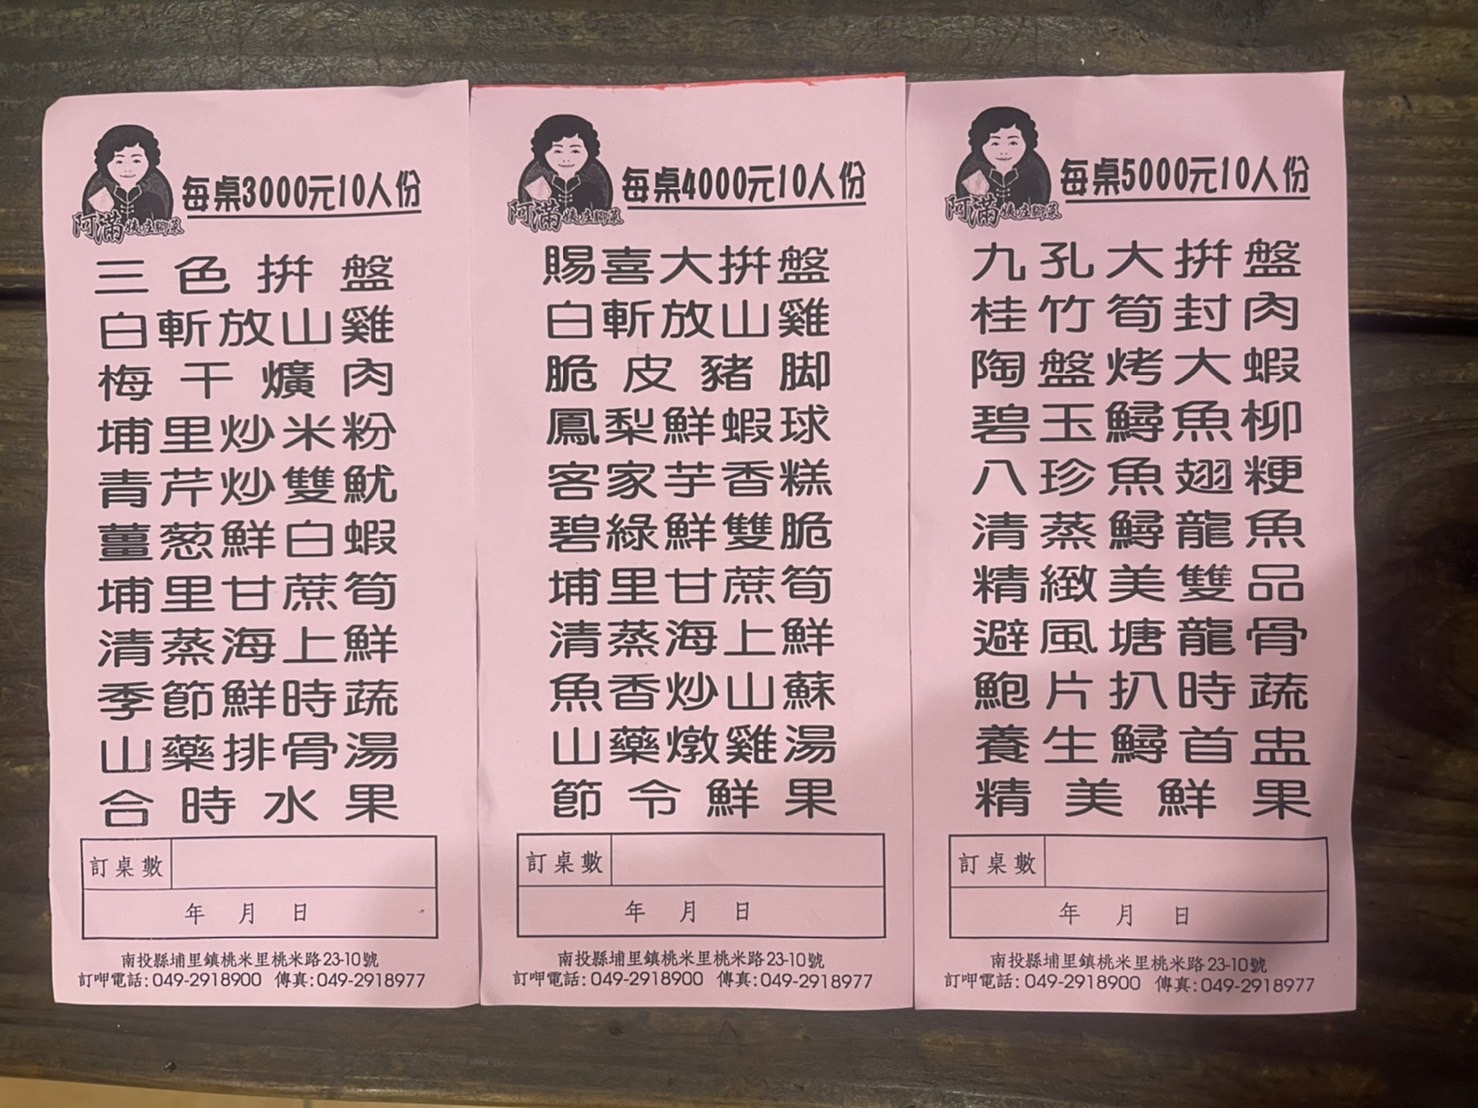 每桌3000元10人份
阿滿
三色拼盤
白斬放山雞
梅干爌肉
埔里炒米粉
青芹炒雙魷
薑葱鮮白蝦
埔里甘蔗筍
清蒸海上鮮
季節鮮時蔬
山藥排骨湯
合時水果
訂桌數
年 月 日
南投縣埔里鎮桃米里桃米路23-10號
訂呷電話:049-2918900 傳真:049-2918977
每桌4000元10人份
阿滿
賜喜大拼盤
白斬放山雞
脆皮豬脚
鳳梨鮮蝦球
客家芋香糕
碧綠鮮雙脆
埔里甘蔗筍
清蒸海上鮮
魚香炒山蘇
山藥燉雞湯
節令鮮果
訂桌數
年 月 日
南投縣埔里鎮桃米里桃米路23-10號
訂呷電話:049-2918900 傳真:049-2918977
每桌5000元10人份
阿滿
九孔大拼盤
桂竹筍封肉
陶盤烤大蝦
碧玉鱘魚柳
八珍魚翅粳
清蒸鱘龍魚
精緻美雙品
避風塘龍骨
鮑片扒時蔬
養生鱘首盅
精美鮮果
訂桌數
年 月 日
南投縣埔里鎮桃米里桃米路23-10號
訂呷電話:049-2918900 傳真:049-2918977